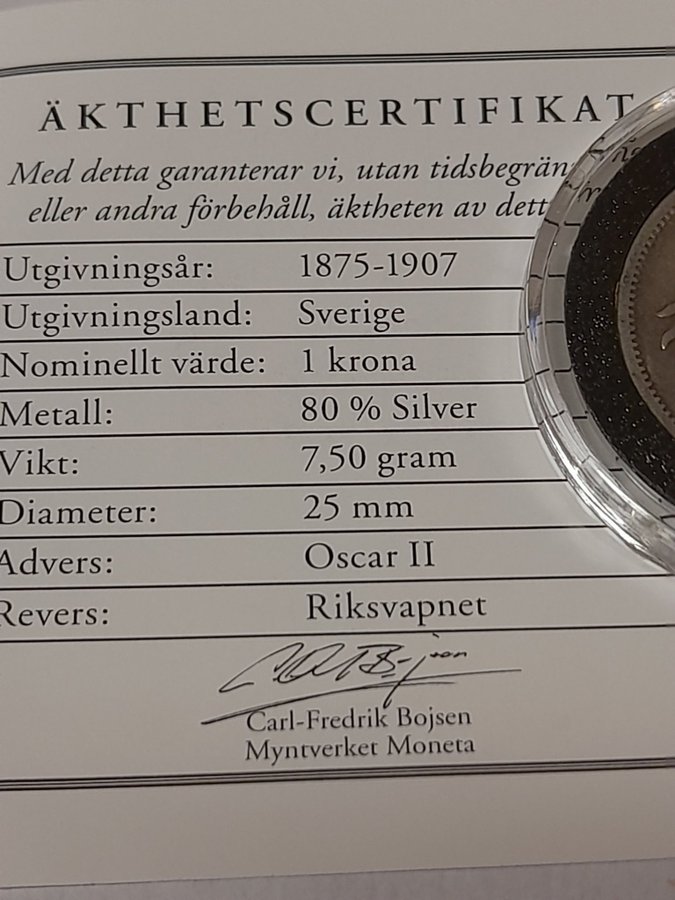 ÄKTHETSCERTIFIKAT
Med detta garanterar vi, utan tidsbegrän
eller andra förbehåll, äktheten av dett
Utgivningsår: 1875-1907
Utgivningsland: Sverige
Nominellt värde: 1 krona
Metall: 80 % Silver
Vikt: 7,50 gram
Diameter: 25 mm
Advers: Oscar II
Revers: Riksvapnet
Carl-Fredrik Bojsen
Myntverket Moneta